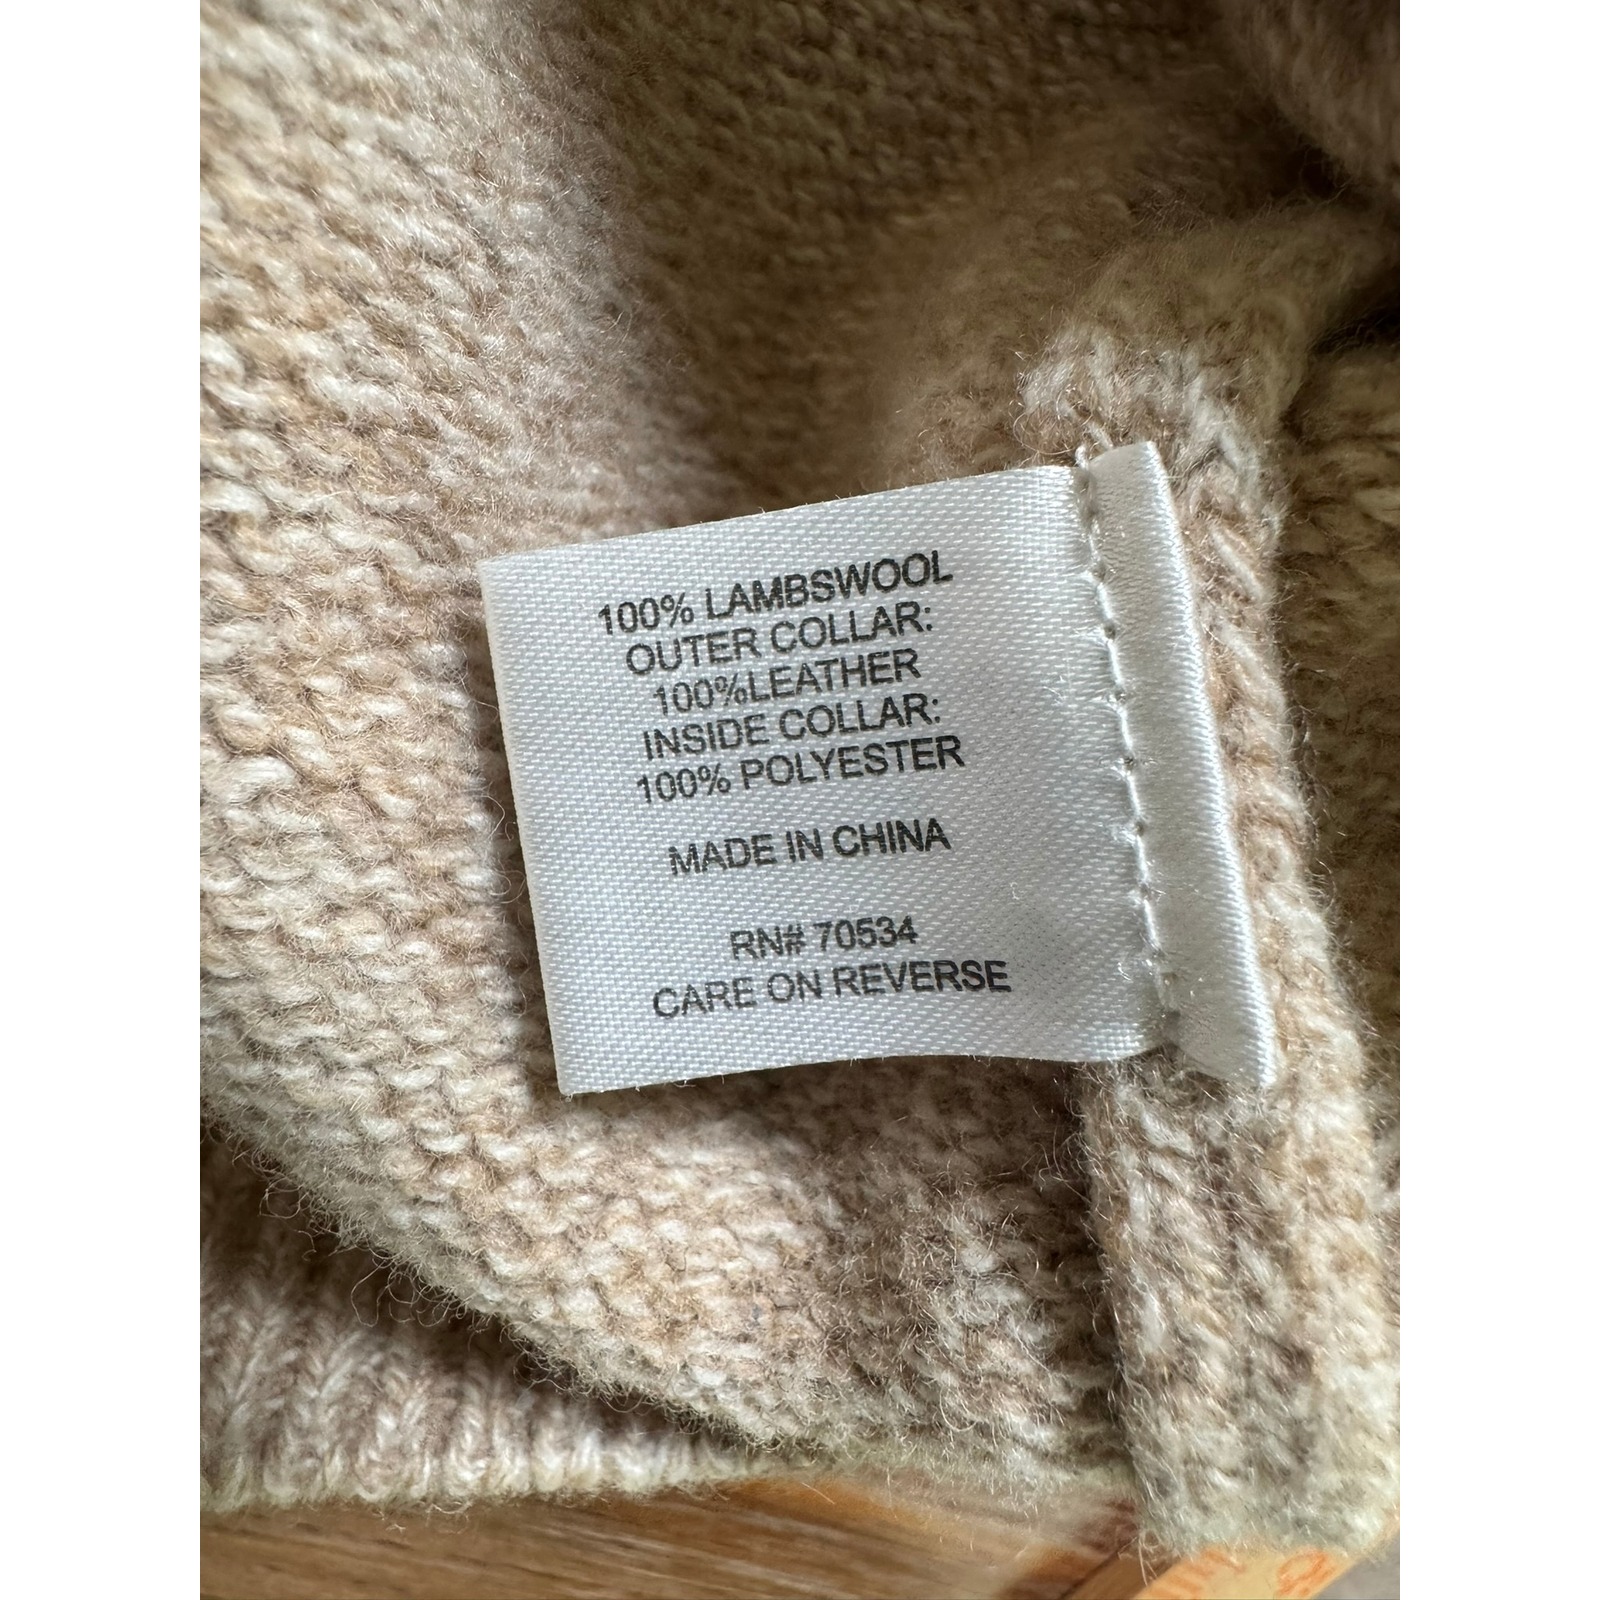 100% LAMBSWOOL
OUTER COLLAR:
100%LEATHER
INSIDE COLLAR:
100% POLYESTER
MADE IN CHINA
RN# 70534
CARE ON REVERSE